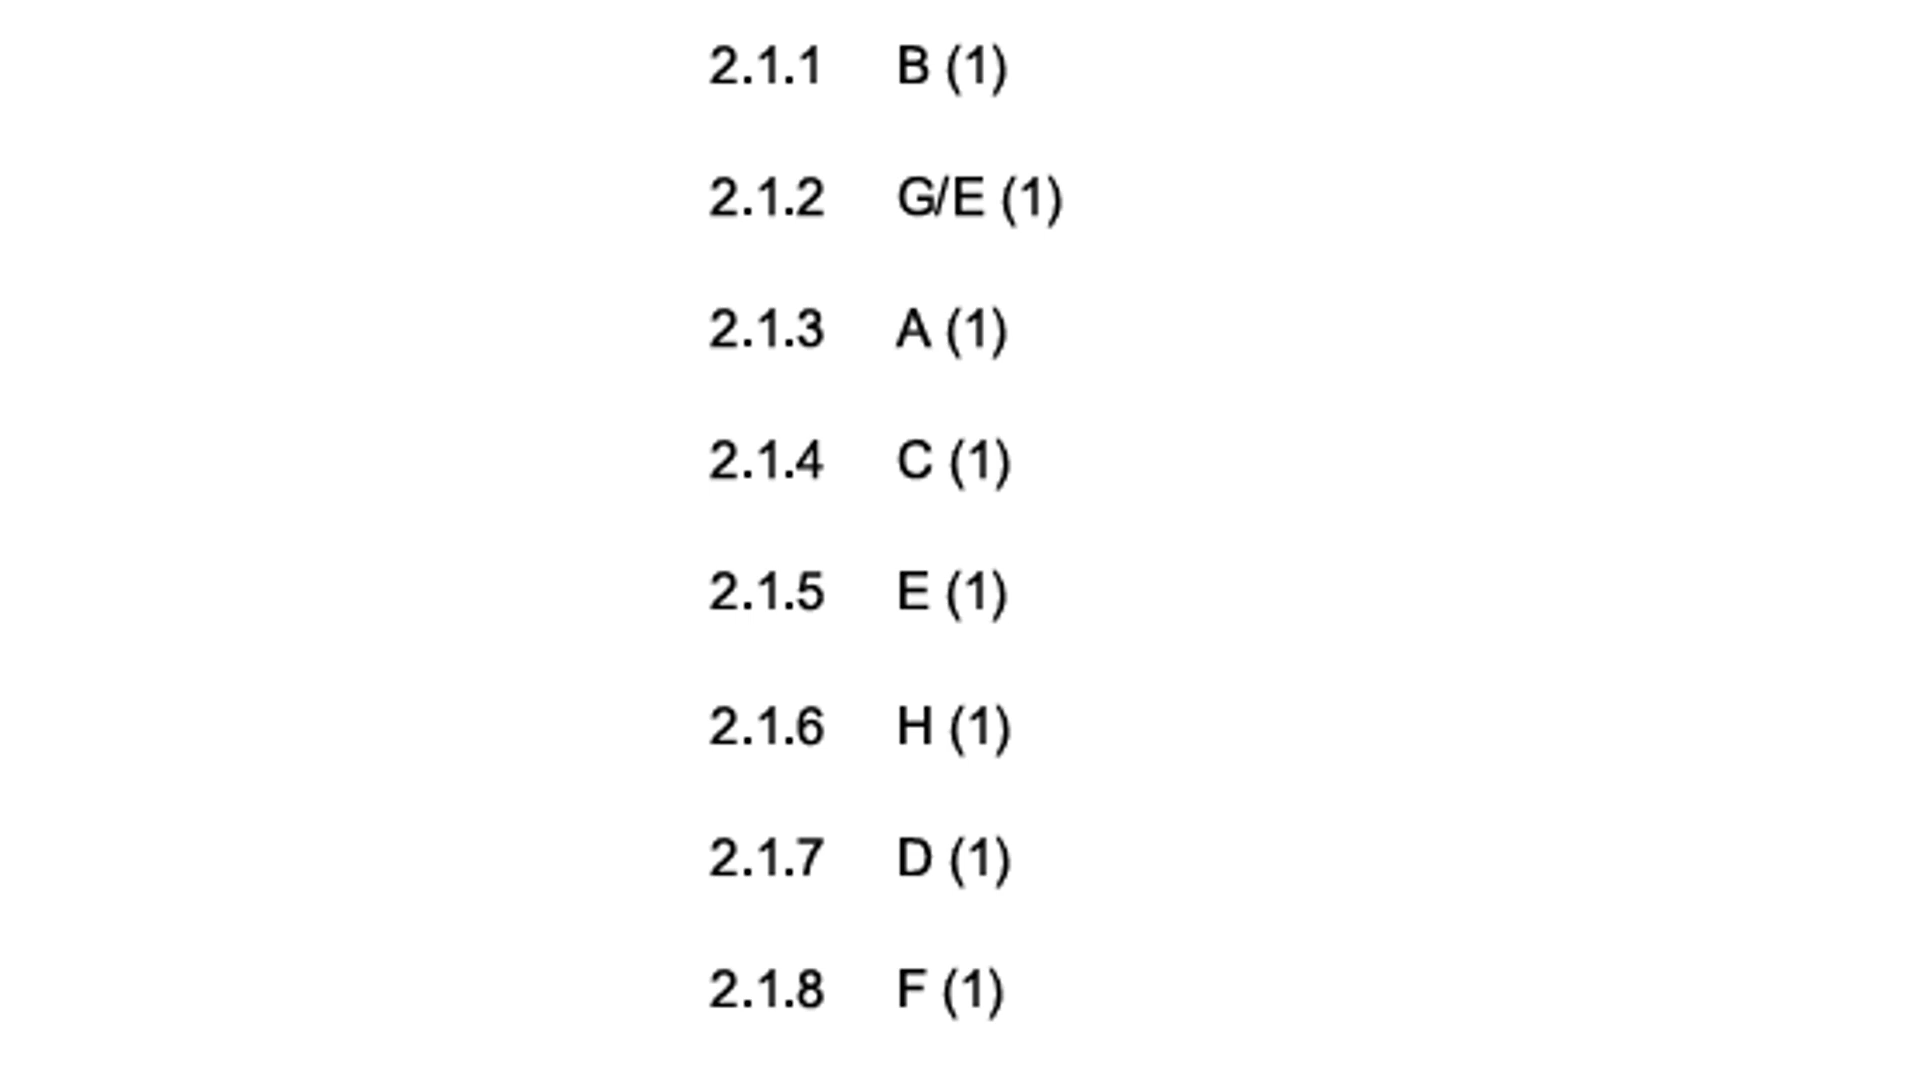 2.1.1 B (1)
2.1.2 G/E (1)
2.1.3 A (1)
2.1.4 C (1)
2.1.5 E (1)
2.1.6 H (1)
2.1.7 D (1)
2.1.8 F (1)